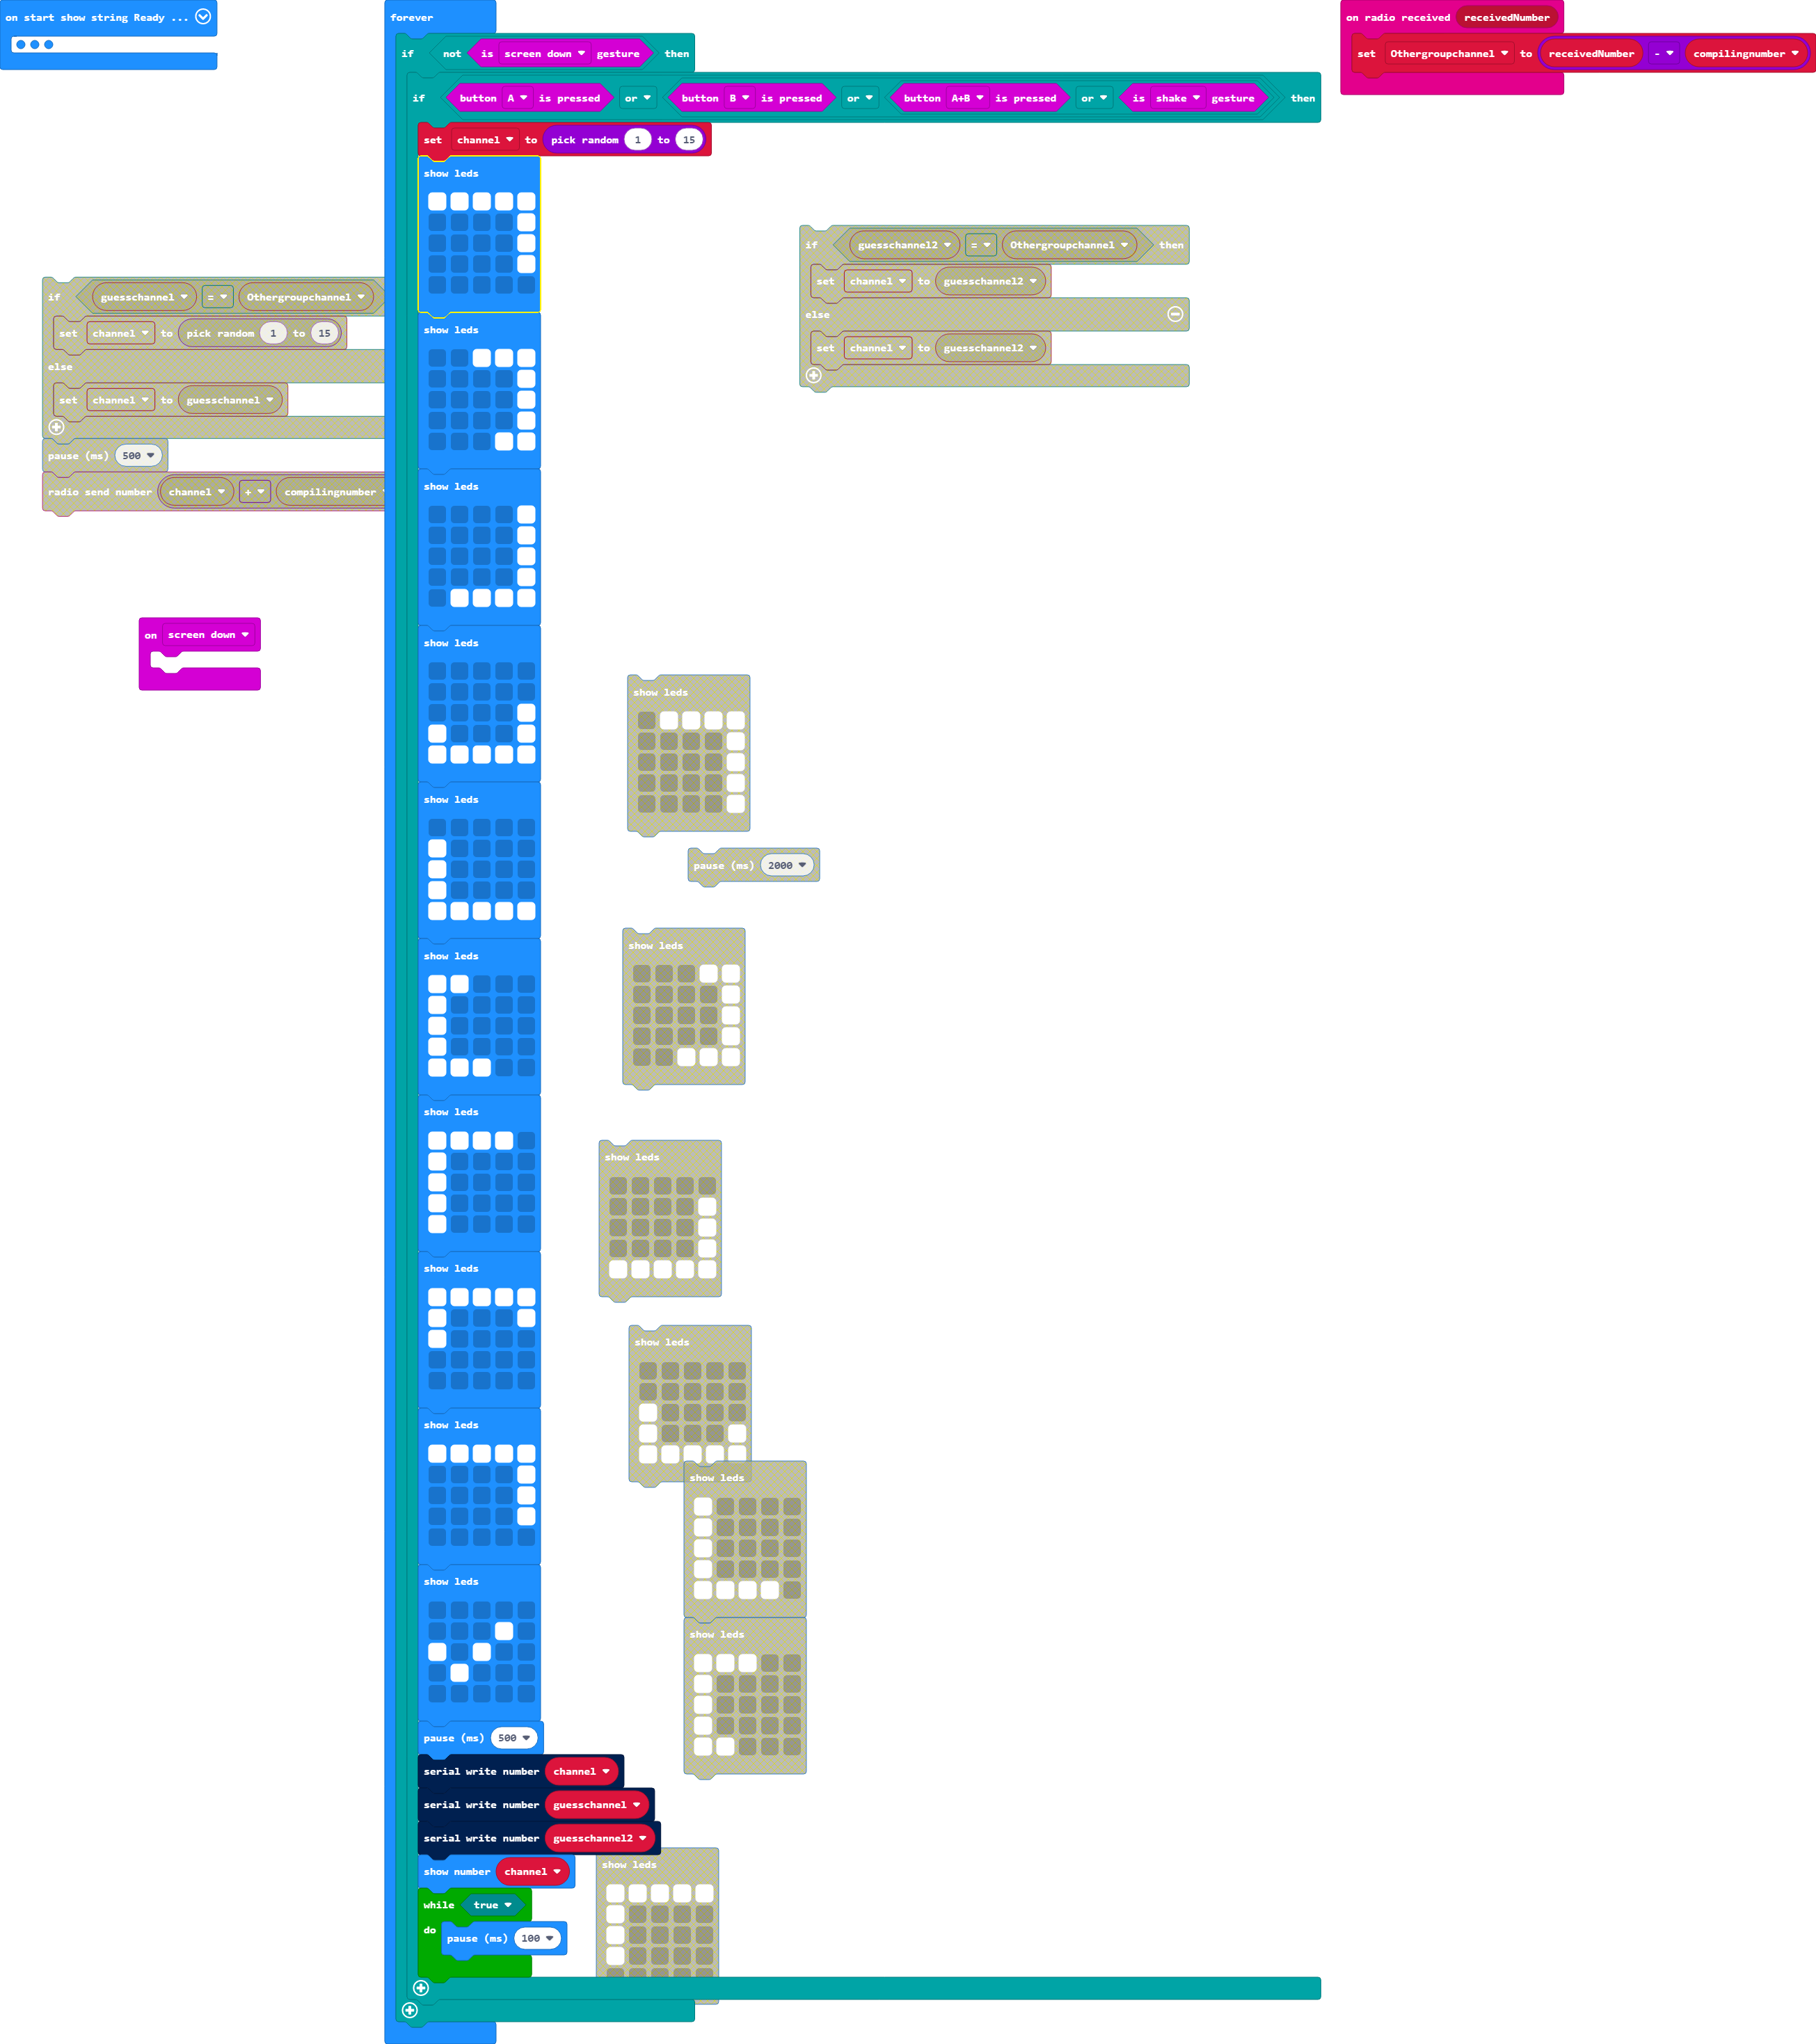 on start show string Ready ...
forever
if not is screen down gesture then
if button A is pressed or button B is pressed or button A+B is pressed or is shake gesture then
set channel to pick random 1 to 15
show leds
show leds
show leds
show leds
show leds
show leds
show leds
show leds
show leds
show leds
pause (ms) 500
serial write number channel
serial write number guesschannel
serial write number guesschannel2
show number channel
while true
do pause (ms) 100
on radio received receivedNumber
set Othergroupchannel to receivedNumber - compilingnumber
if guesschannel = Othergroupchannel
set channel to pick random 1 to 15
else
set channel to guesschannel
pause (ms) 500
radio send number channel + compilingnumber
on screen down
if guesschannel2 = Othergroupchannel then
set channel to guesschannel2
else
set channel to guesschannel2
show leds
pause (ms) 2000
show leds
show leds
show leds
show leds
show leds
show leds